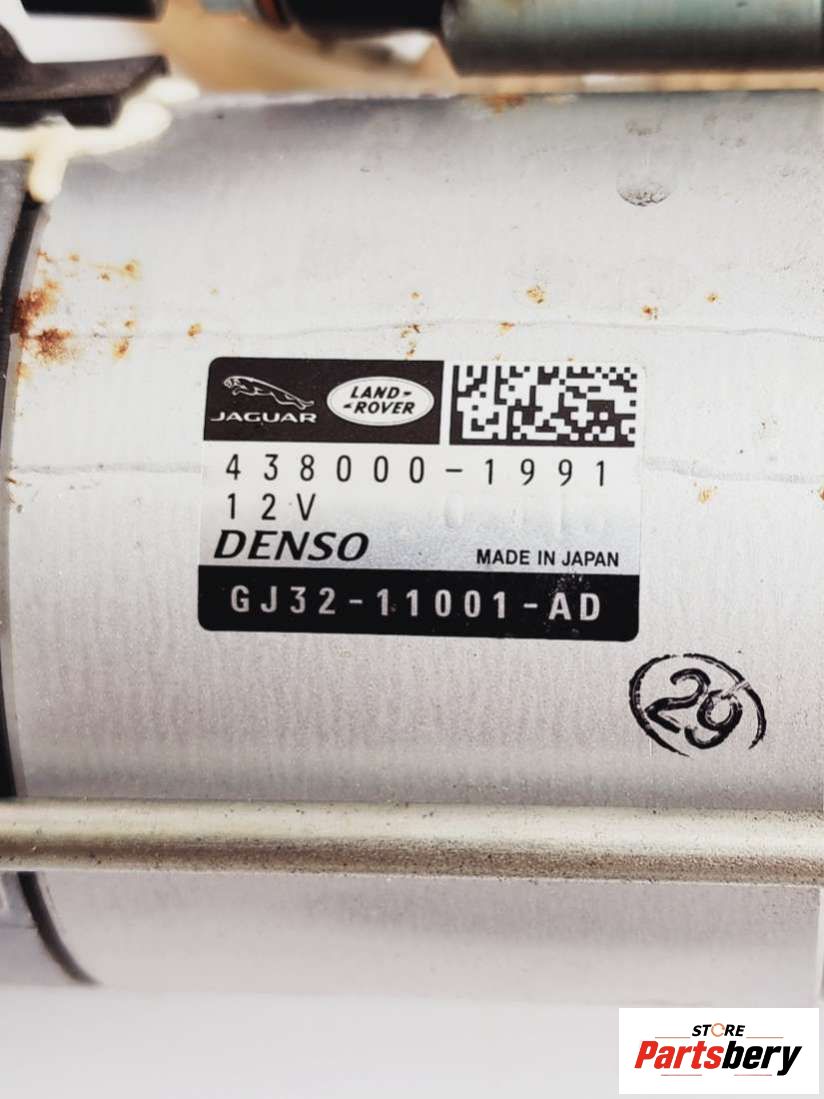 JAGUAR
LAND-
-ROVER
438000-1991
12V
DENSO
MADE IN JAPAN
GJ32-11001-AD
29
STORE
Partsbery